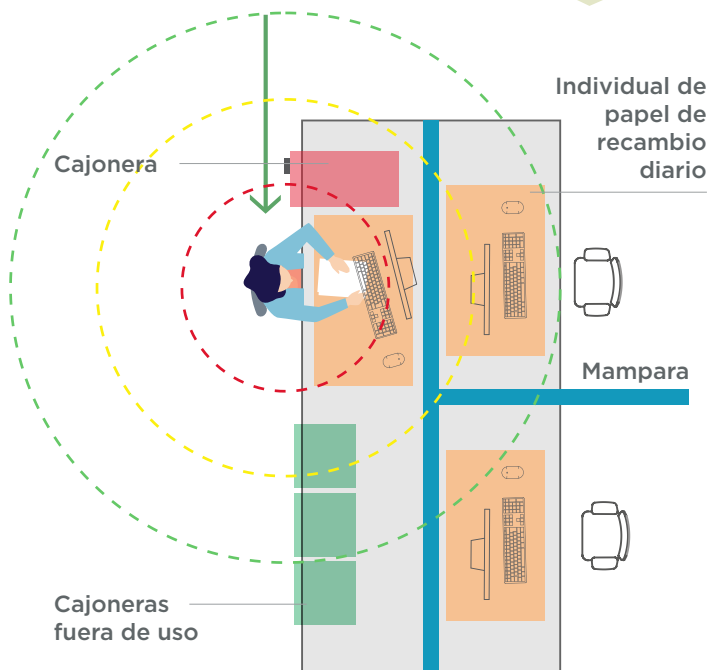 Individual de
papel de
recambio
diario
Cajonera
Mampara
Cajoneras
fuera de uso